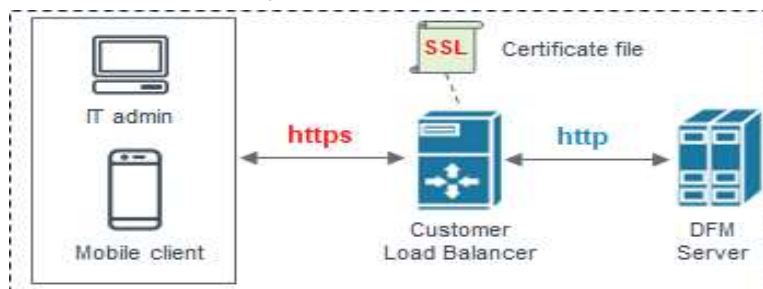 SSL
Certificate file
IT admin
https
http
Mobile client
Customer
Load Balancer
DFM
Server